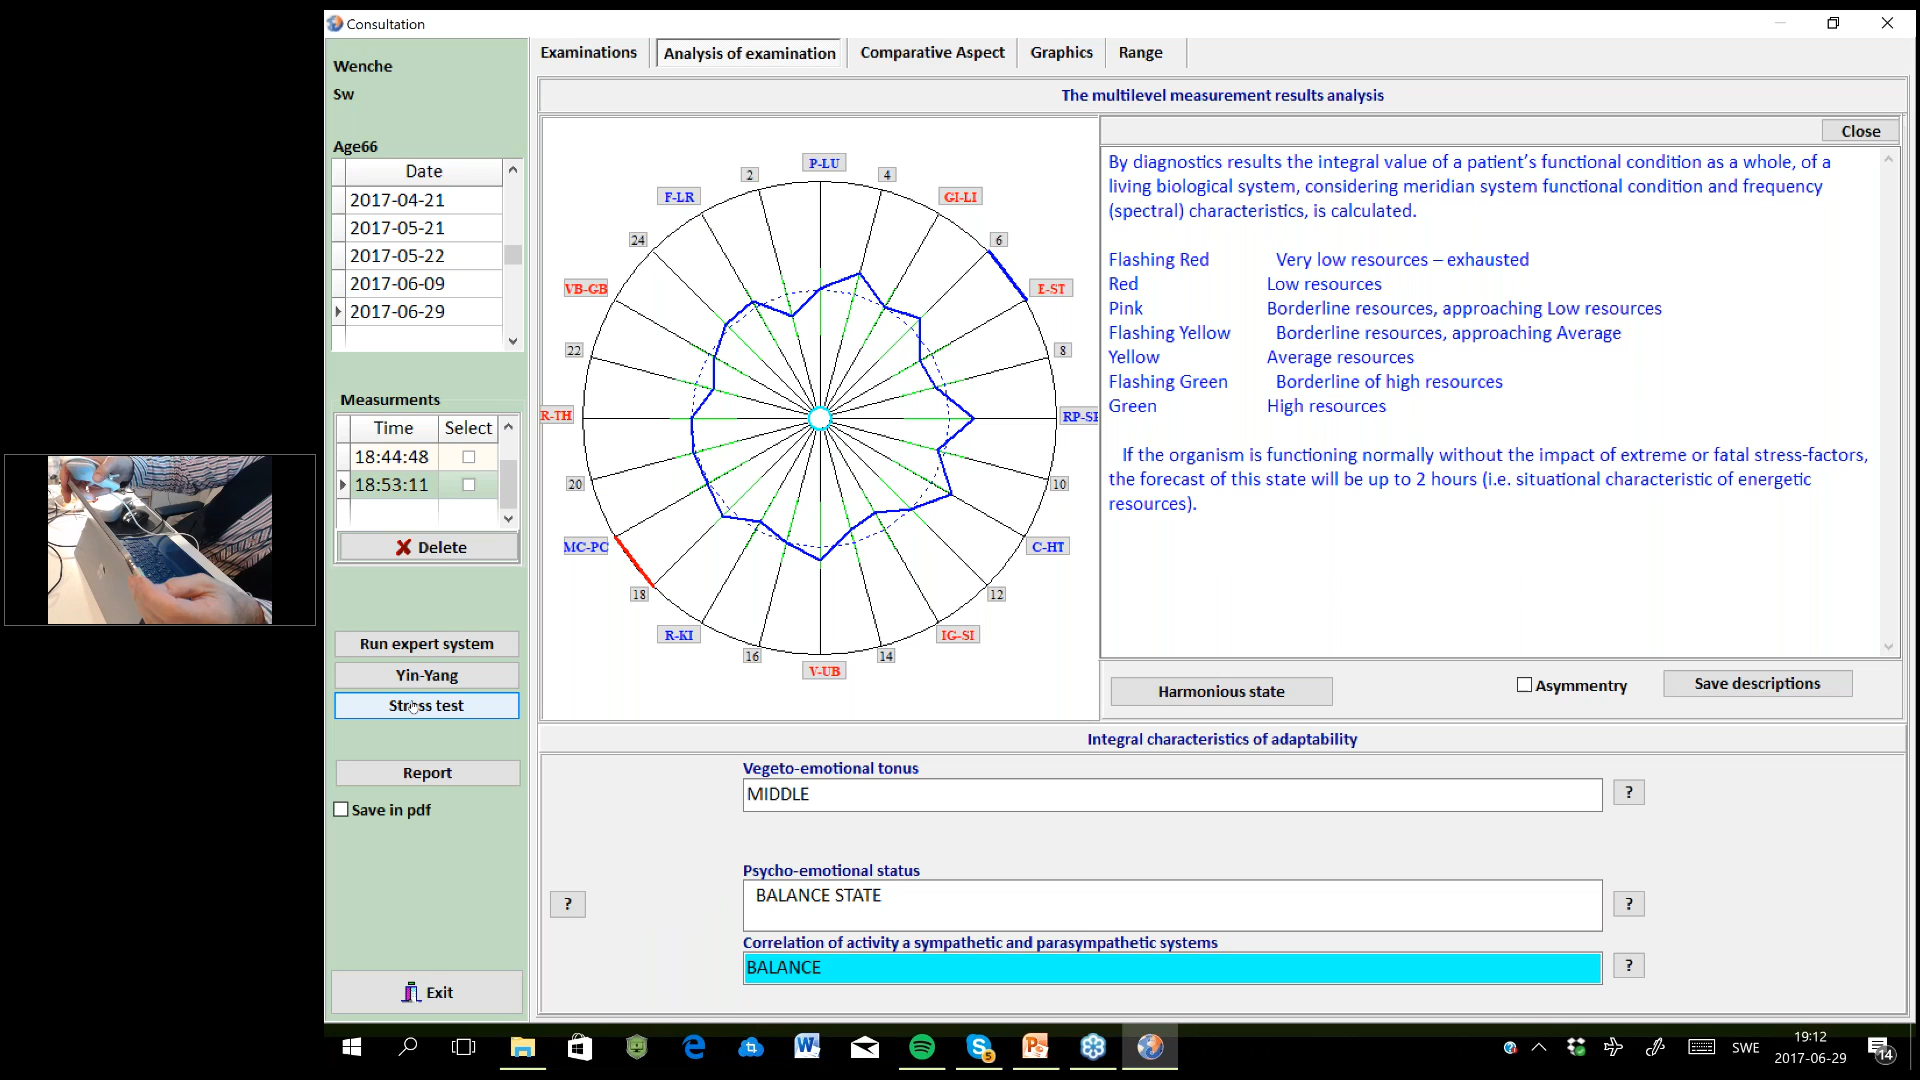 Consultation
Wenche
Sw
Age66
Date
2017-04-21
2017-05-21
2017-05-22
2017-06-09
2017-06-29
Measurments
Time Select
18:44:48
18:53:11
Delete
Run expert system
Yin-Yang
Stress test
Report
Save in pdf
Exit
Examinations Analysis of examination Comparative Aspect Graphics Range
The multilevel measurement results analysis
P-LU
2
4
F-LR
GI-LI
24
6
VB-GB
E-ST
22
8
R-TH
RP-SP
20
10
MC-PC
C-HT
18
12
R-KI
IG-SI
16
14
V-UB
Close
By diagnostics results the integral value of a patient’s functional condition as a whole, of a
living biological system, considering meridian system functional condition and frequency
(spectral) characteristics, is calculated.
Flashing Red Very low resources – exhausted
Red Low resources
Pink Borderline resources, approaching Low resources
Flashing Yellow Borderline resources, approaching Average
Yellow Average resources
Flashing Green Borderline of high resources
Green High resources
If the organism is functioning normally without the impact of extreme or fatal stress-factors,
the forecast of this state will be up to 2 hours (i.e. situational characteristic of energetic
resources).
Harmonious state
Asymmetry
Save descriptions
Integral characteristics of adaptability
Vegeto-emotional tonus
MIDDLE
?
Psycho-emotional status
BALANCE STATE
?
?
Correlation of activity a sympathetic and parasympathetic systems
BALANCE
?
5
SWE
19:12
2017-06-29
14